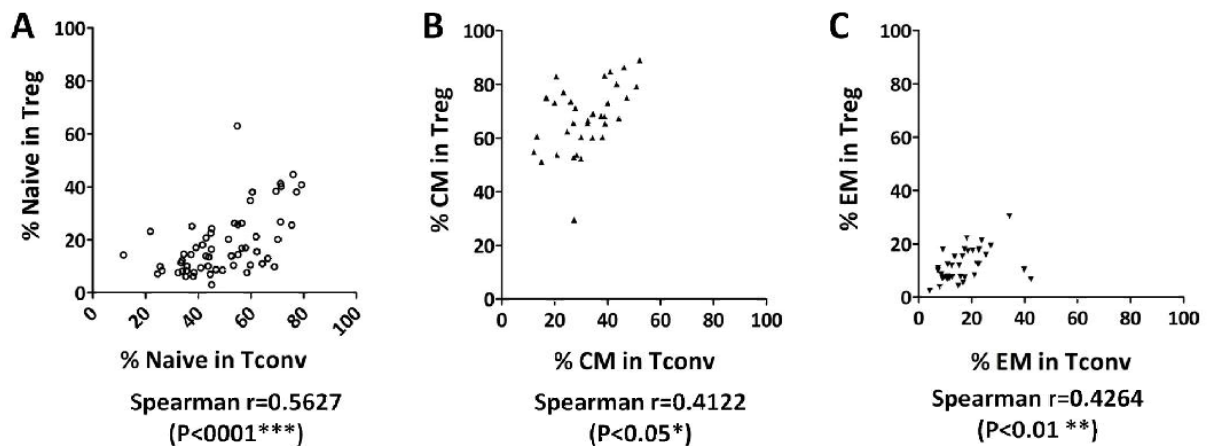 A
100
80
60
40
20
0
% Naive in Treg
0 20 40 60 80 100
% Naive in Tconv
Spearman r=0.5627
(P<0001***)
B
100
80
60
40
20
0
% CM in Treg
0 20 40 60 80 100
% CM in Tconv
Spearman r=0.4122
(P<0.05*)
C
100
80
60
40
20
0
% EM in Treg
0 20 40 60 80 100
% EM in Tconv
Spearman r=0.4264
(P<0.01 **)